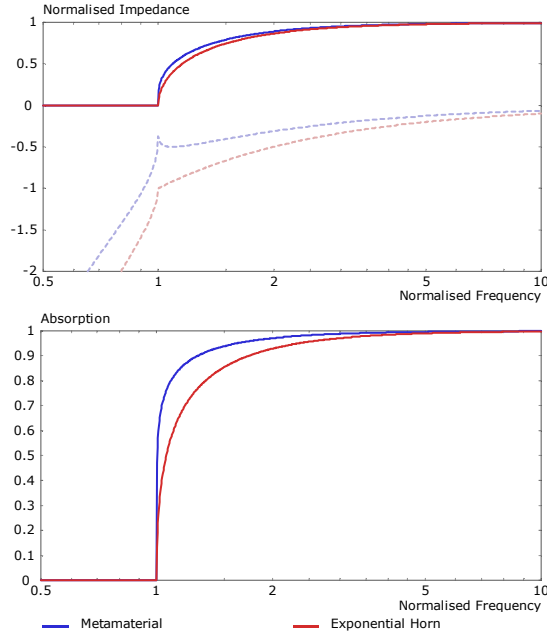 Normalised Impedance
1
0.5
0
-0.5
-1
-1.5
-2
0.5 1 2 5 10
Normalised Frequency
Absorption
1
0.9
0.8
0.7
0.6
0.5
0.4
0.3
0.2
0.1
0
0.5 1 2 5 10
Normalised Frequency
Metamaterial Exponential Horn